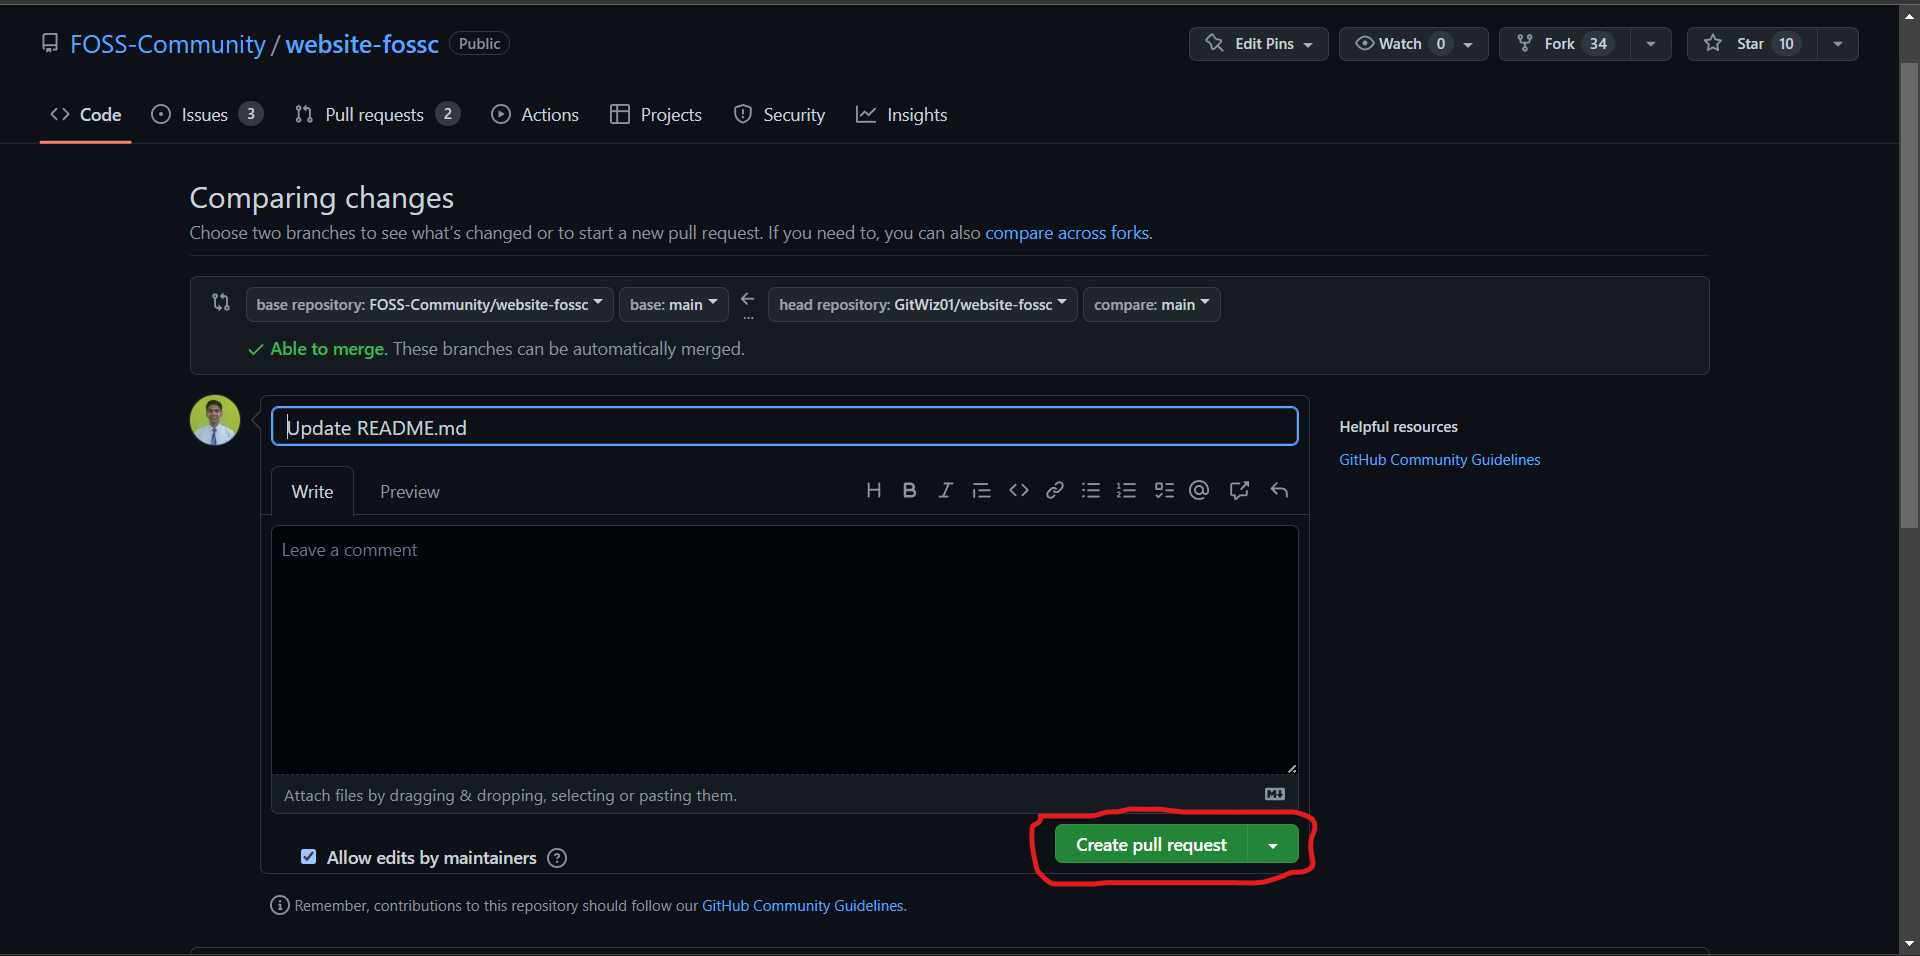 FOSS-Community / website-fossc Public
Edit Pins Watch 0 Fork 34 Star 10
Code Issues 3 Pull requests 2 Actions Projects Security Insights
Comparing changes
Choose two branches to see what's changed or to start a new pull request. If you need to, you can also compare across forks.
base repository: FOSS-Community/website-fossc base: main ... head repository: GitWiz01/website-fossc compare: main
Able to merge. These branches can be automatically merged.
Update README.md
Helpful resources
GitHub Community Guidelines
Write Preview
Leave a comment
Attach files by dragging & dropping, selecting or pasting them.
Create pull request
Allow edits by maintainers
Remember, contributions to this repository should follow our GitHub Community Guidelines.